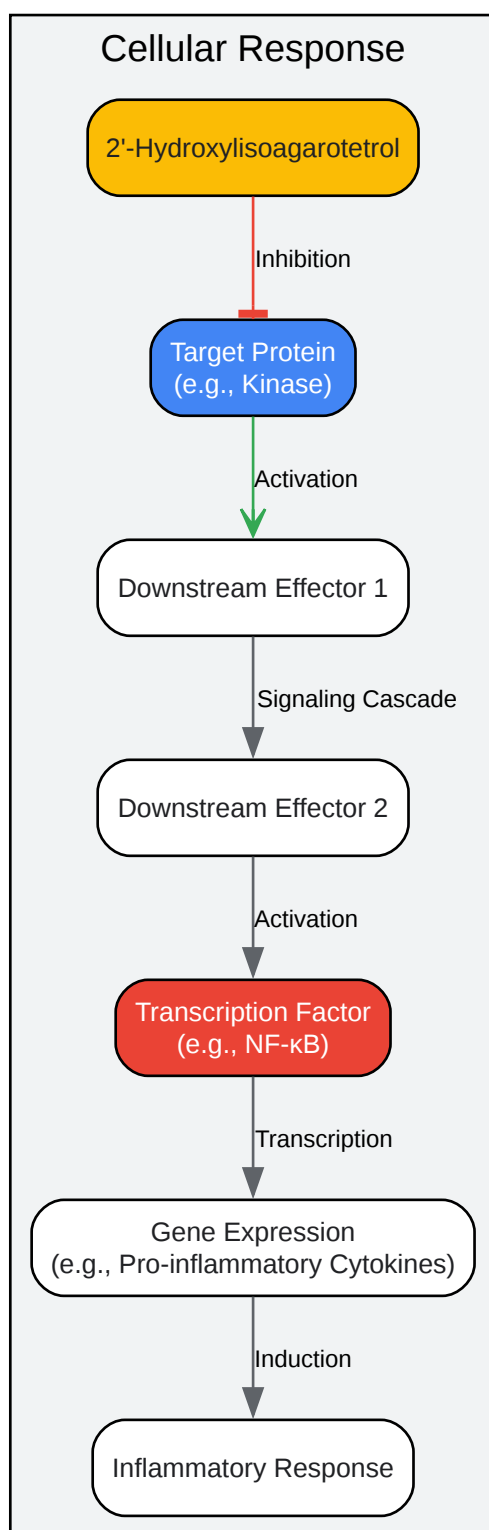 Cellular Response
2'-Hydroxylisoagarotetrol
Inhibition
Target Protein
(e.g., Kinase)
Activation
Downstream Effector 1
Signaling Cascade
Downstream Effector 2
Activation
Transcription Factor
(e.g., NF-κB)
Transcription
Gene Expression
(e.g., Pro-inflammatory Cytokines)
Induction
Inflammatory Response